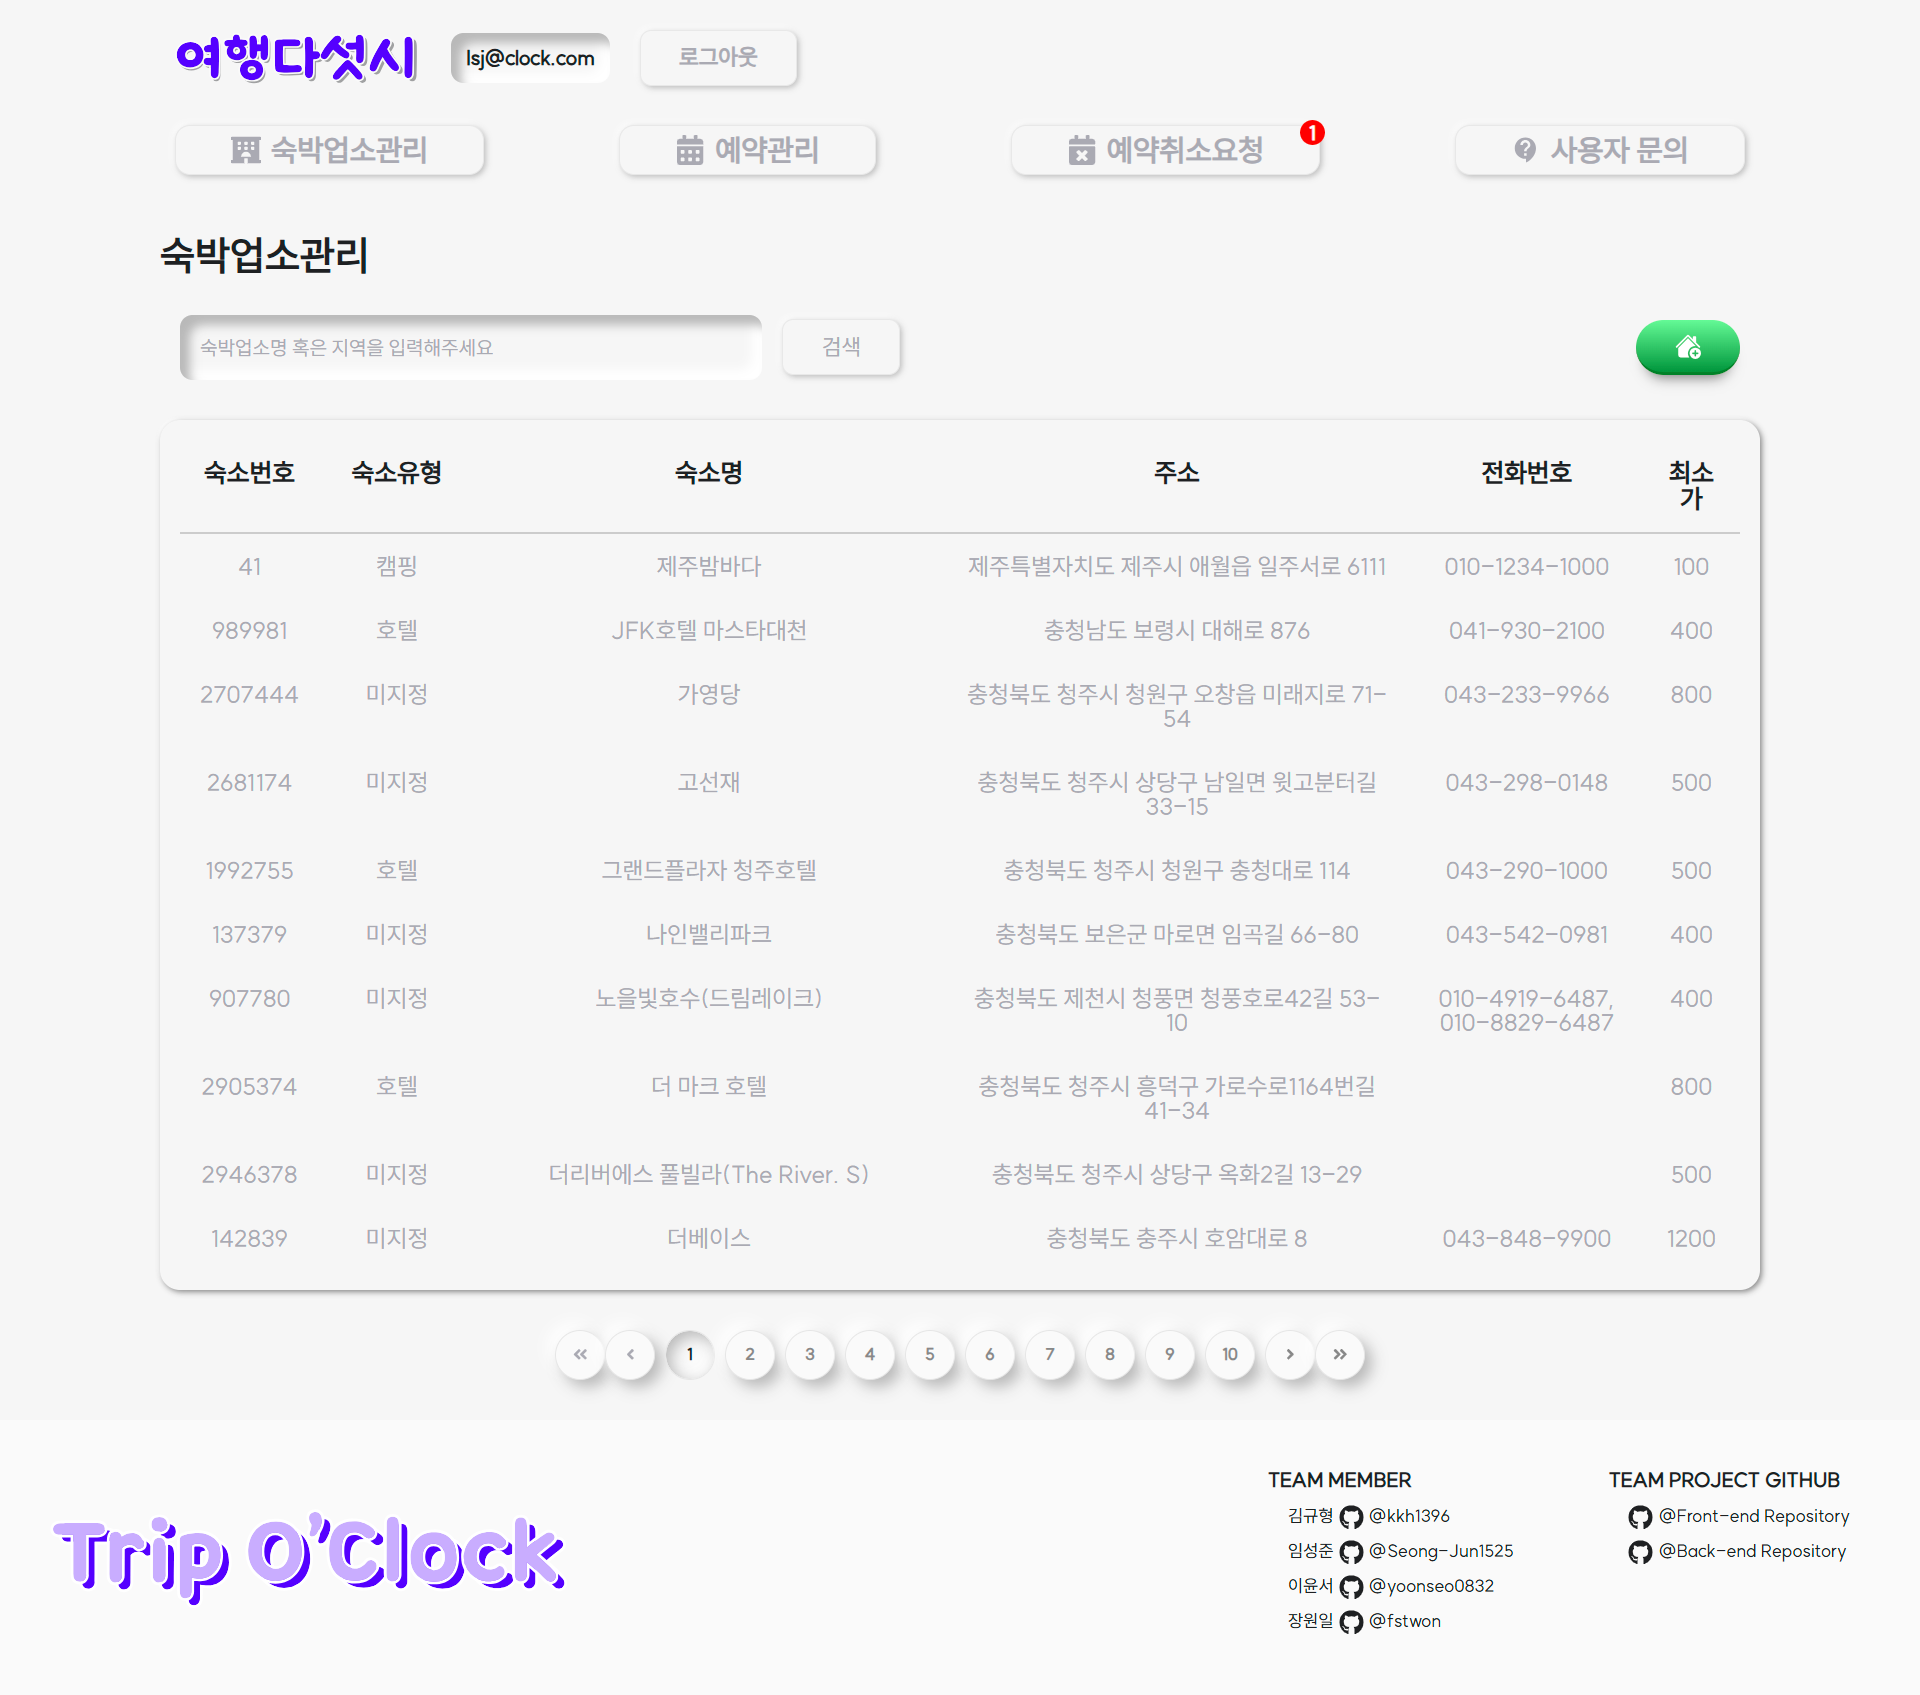 여행다섯시 lsj@clock.com 로그아웃
숙박업소관리 예약관리 예약취소요청 1 사용자 문의
숙박업소관리
숙박업소명 혹은 지역을 입력해주세요 검색
숙소번호 숙소유형 숙소명 주소 전화번호 최소
가
41 캠핑 제주밤바다 제주특별자치도 제주시 애월읍 일주서로 6111 010-1234-1000 100
989981 호텔 JFK호텔 마스타대천 충청남도 보령시 대해로 876 041-930-2100 400
2707444 미지정 가영당 충청북도 청주시 청원구 오창읍 미래지로 71-
54 043-233-9966 800
2681174 미지정 고선재 충청북도 청주시 상당구 남일면 윗고분터길
33-15 043-298-0148 500
1992755 호텔 그랜드플라자 청주호텔 충청북도 청주시 청원구 충청대로 114 043-290-1000 500
137379 미지정 나인밸리파크 충청북도 보은군 마로면 임곡길 66-80 043-542-0981 400
907780 미지정 노을빛호수(드림레이크) 충청북도 제천시 청풍면 청풍호로42길 53-
10 010-4919-6487,
010-8829-6487 400
2905374 호텔 더 마크 호텔 충청북도 청주시 흥덕구 가로수로1164번길
41-34 800
2946378 미지정 더리버에스 풀빌라(The River. S) 충청북도 청주시 상당구 옥화2길 13-29 500
142839 미지정 더베이스 충청북도 충주시 호암대로 8 043-848-9900 1200
« ‹ 1 2 3 4 5 6 7 8 9 10 › »
Trip O'Clock
TEAM MEMBER
김규형 @kkh1396
임성준 @Seong-Jun1525
이윤서 @yoonseo0832
장원일 @fstwon
TEAM PROJECT GITHUB
@Front-end Repository
@Back-end Repository